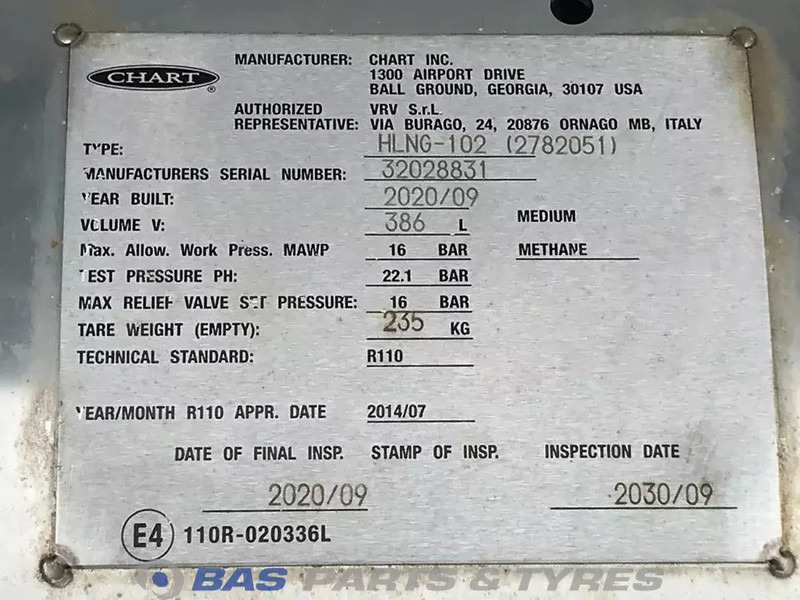 CHART ®
MANUFACTURER: CHART INC.
1300 AIRPORT DRIVE
BALL GROUND, GEORGIA, 30107 USA
AUTHORIZED VRV S.r.L
REPRESENTATIVE: VIA BURAGO, 24, 20876 ORNAGO MB, ITALY
TYPE: HLNG-102 (2782051)
MANUFACTURERS SERIAL NUMBER: 32028831
YEAR BUILT: 2020/09
VOLUME V: 386 L MEDIUM
Max. Allow. Work Press. MAWP 16 BAR METHANE
TEST PRESSURE PH: 22.1 BAR
MAX RELIEF VALVE SET PRESSURE: 16 BAR
TARE WEIGHT (EMPTY): 235 KG
TECHNICAL STANDARD: R110
YEAR/MONTH R110 APPR. DATE 2014/07
DATE OF FINAL INSP. STAMP OF INSP. INSPECTION DATE
2020/09 2030/09
E4 110R-020336L
BAS PARTS & TYRES